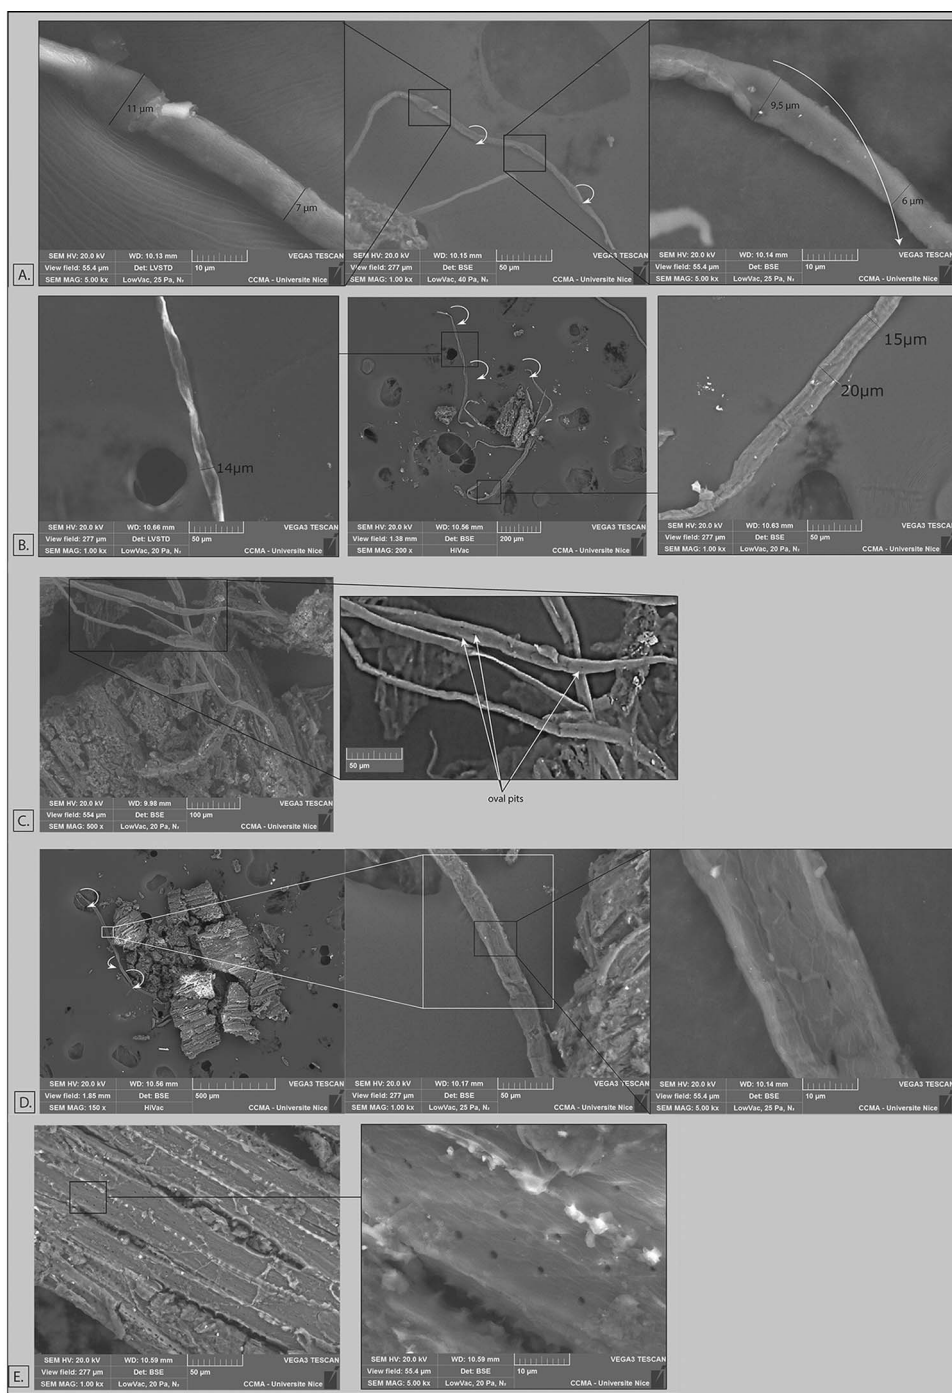 11 µm
7 µm
SEM HV: 20.0 kV WD: 10.13 mm VEGA3 TESCAN
View field: 55.4 µm Det: LVSTD 10 µm
SEM MAG: 5.00 kx LowVac, 25 Pa, N₂
SEM HV: 20.0 kV WD: 10.15 mm VEGA3 TESCAN
View field: 277 µm Det: BSE 50 µm
SEM MAG: 1.00 kx LowVac, 40 Pa, N₂ CCMA - Universite Nice
9,5 µm
6 µm
SEM HV: 20.0 kV WD: 10.14 mm VEGA3 TESCAN
View field: 55.4 µm Det: BSE 10 µm
SEM MAG: 5.00 kx LowVac, 25 Pa, N₂ CCMA - Universite Nice
A.
14µm
SEM HV: 20.0 kV WD: 10.66 mm VEGA3 TESCAN
View field: 277 µm Det: LVSTD 50 µm
SEM MAG: 1.00 kx LowVac, 20 Pa, N₂ CCMA - Universite Nice
SEM HV: 20.0 kV WD: 10.56 mm VEGA3 TESCAN
View field: 1.38 mm Det: BSE 200 µm
SEM MAG: 200 x HiVac CCMA - Universite Nice
15µm
20µm
SEM HV: 20.0 kV WD: 10.63 mm VEGA3 TESCAN
View field: 277 µm Det: BSE 50 µm
SEM MAG: 1.00 kx LowVac, 20 Pa, N₂ CCMA - Universite Nice
B.
SEM HV: 20.0 kV WD: 9.98 mm VEGA3 TESCAN
View field: 554 µm Det: BSE 100 µm
SEM MAG: 500 x LowVac, 20 Pa, N₂ CCMA - Universite Nice
50 µm
oval pits
C.
SEM HV: 20.0 kV WD: 10.56 mm VEGA3 TESCAN
View field: 1.85 mm Det: BSE 500 µm
SEM MAG: 150 x HiVac CCMA - Universite Nice
SEM HV: 20.0 kV WD: 10.17 mm VEGA3 TESCAN
View field: 277 µm Det: BSE 50 µm
SEM MAG: 1.00 kx LowVac, 25 Pa, N₂ CCMA - Universite Nice
SEM HV: 20.0 kV WD: 10.14 mm VEGA3 TESCAN
View field: 55.4 µm Det: BSE 10 µm
SEM MAG: 5.00 kx LowVac, 25 Pa, N₂ CCMA - Universite Nice
D.
SEM HV: 20.0 kV WD: 10.59 mm VEGA3 TESCAN
View field: 277 µm Det: BSE 50 µm
SEM MAG: 1.00 kx LowVac, 20 Pa, N₂ CCMA - Universite Nice
SEM HV: 20.0 kV WD: 10.59 mm VEGA3 TESCAN
View field: 55.4 µm Det: BSE 10 µm
SEM MAG: 5.00 kx LowVac, 20 Pa, N₂ CCMA - Universite Nice
E.